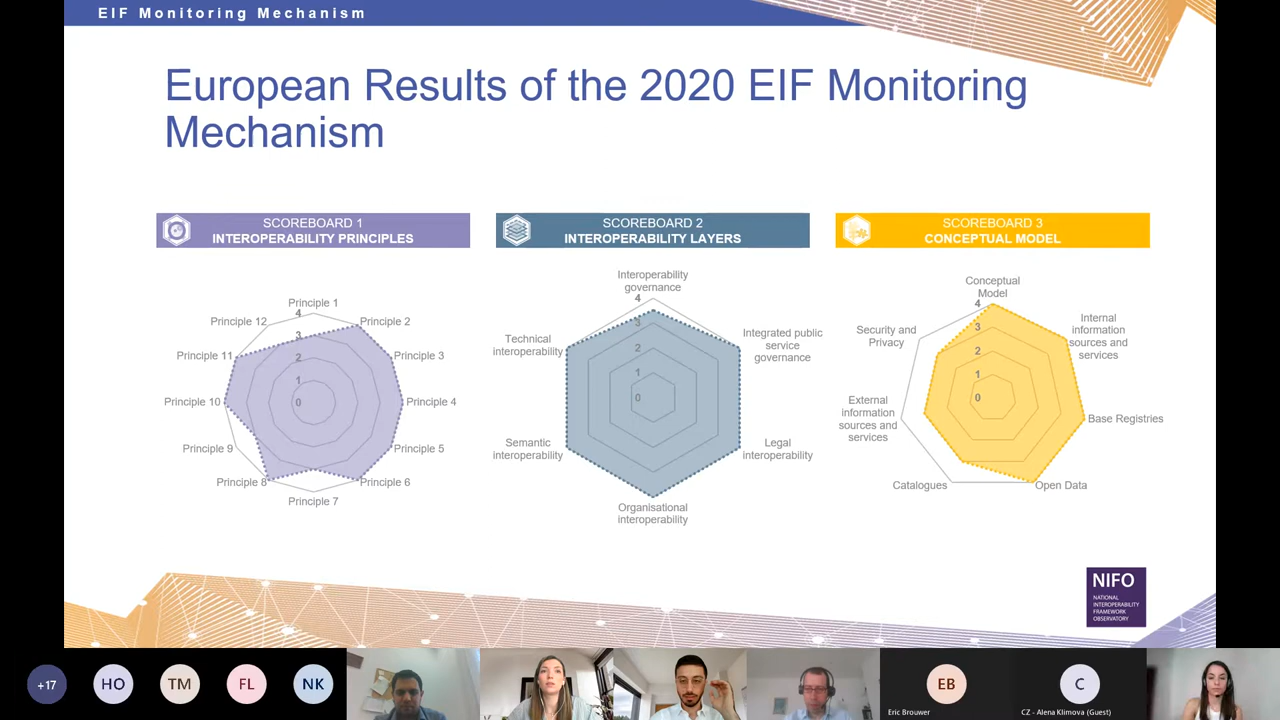 EIF Monitoring Mechanism
European Results of the 2020 EIF Monitoring
Mechanism
SCOREBOARD 1
INTEROPERABILITY PRINCIPLES
SCOREBOARD 2
INTEROPERABILITY LAYERS
SCOREBOARD 3
CONCEPTUAL MODEL
Principle 1
Principle 2
Principle 3
Principle 4
Principle 5
Principle 6
Principle 7
Principle 8
Principle 9
Principle 10
Principle 11
Principle 12
4
3
2
1
0
Interoperability
governance
Integrated public
service
governance
Legal
interoperability
Organisational
interoperability
Semantic
interoperability
Technical
interoperability
4
3
2
1
0
Conceptual
Model
Internal
information
sources and
services
Base Registries
Open Data
Catalogues
External
information
sources and
services
Security and
Privacy
4
3
2
1
0
NIFO
NATIONAL
INTEROPERABILITY
FRAMEWORK
OBSERVATORY
+17
HO
TM
FL
NK
EB
Eric Brouwer
C
CZ - Alena Klimova (Guest)